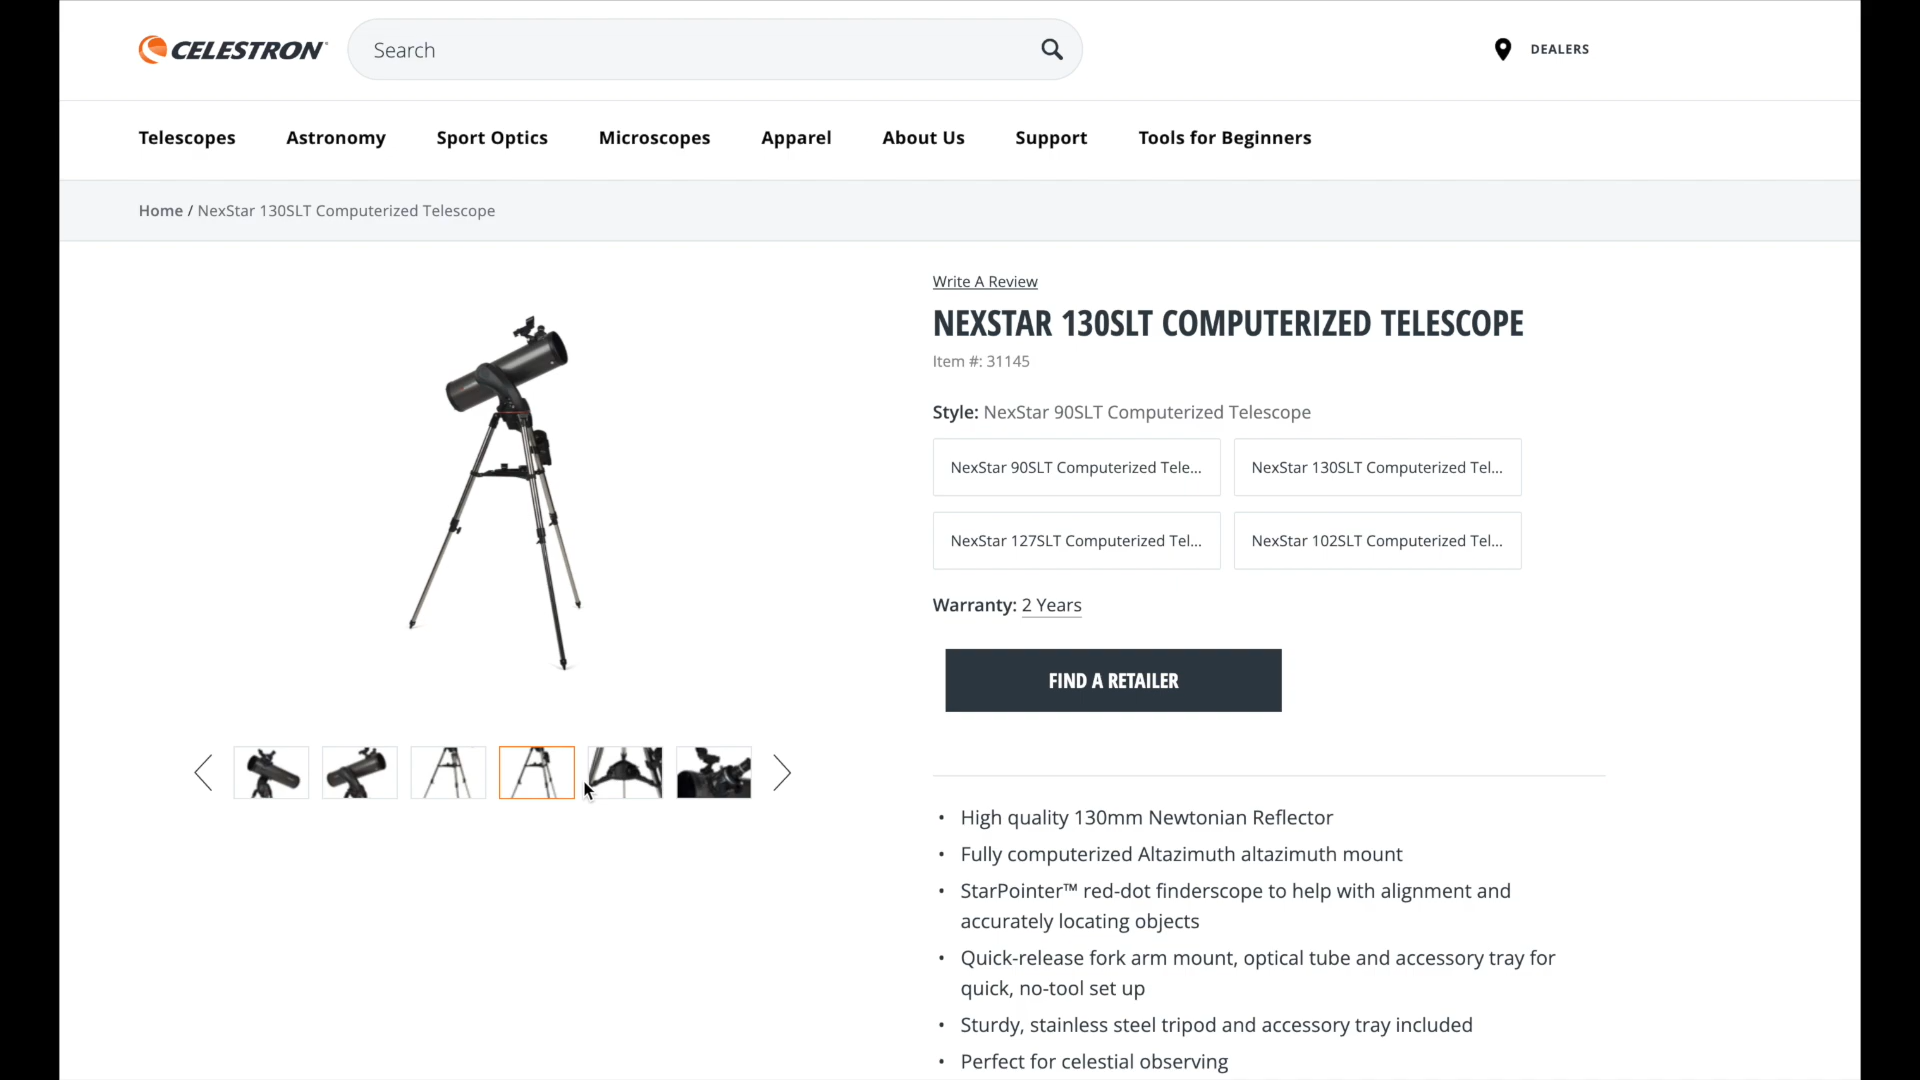 CELESTRON
Search
DEALERS
Telescopes
Astronomy
Sport Optics
Microscopes
Apparel
About Us
Support
Tools for Beginners
Home / NexStar 130SLT Computerized Telescope
Write A Review
NEXSTAR 130SLT COMPUTERIZED TELESCOPE
Item #: 31145
Style: NexStar 90SLT Computerized Telescope
NexStar 90SLT Computerized Tele...
NexStar 130SLT Computerized Tel...
NexStar 127SLT Computerized Tel...
NexStar 102SLT Computerized Tel...
Warranty: 2 Years
FIND A RETAILER
• High quality 130mm Newtonian Reflector
• Fully computerized Altazimuth altazimuth mount
• StarPointer™ red-dot finderscope to help with alignment and
accurately locating objects
• Quick-release fork arm mount, optical tube and accessory tray for
quick, no-tool set up
• Sturdy, stainless steel tripod and accessory tray included
• Perfect for celestial observing